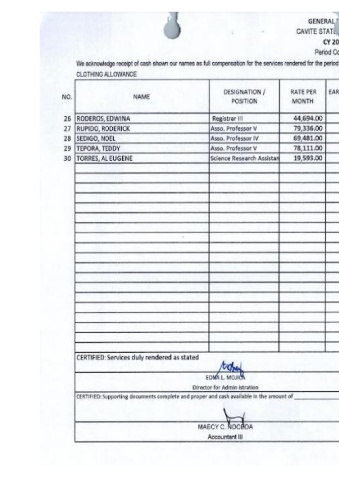 GENERAL
CAVITE STATE
CY 20
Period Co
We acknowledge receipt of cash shown our names as full compensation for the services rendered for the period
CLOTHING ALLOWANCE
NO. NAME DESIGNATION / POSITION RATE PER MONTH EAR
26 RODEROS, EDWINA Registrar III 44,694.00
27 RUPIDO, RODERICK Asso. Professor V 79,336.00
28 SEDIGO, NOEL Asso. Professor IV 69,481.00
29 TEPORA, TEDDY Asso. Professor V 78,111.00
30 TORRES, AL EUGENE Science Research Assistan 19,593.00
CERTIFIED: Services duly rendered as stated
EDNA L.
Director for Admin istration
CERTIFIED: Supporting documents complete and proper and cash available in the amount of
MAECY C. NOCEDA
Accountant III